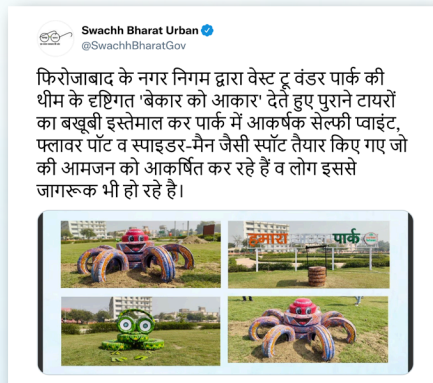 Swachh Bharat Urban
@SwachhBharatGov
फिरोजाबाद के नगर निगम द्वारा वेस्ट टू वंडर पार्क की
थीम के दृष्टिगत 'बेकार को आकार' देते हुए पुराने टायरों
का बखूबी इस्तेमाल कर पार्क में आकर्षक सेल्फी प्वाइंट,
फ्लावर पॉट व स्पाइडर-मैन जैसी स्पॉट तैयार किए गए जो
की आमजन को आकर्षित कर रहे हैं व लोग इससे
जागरूक भी हो रहे है।
हमारा पार्क